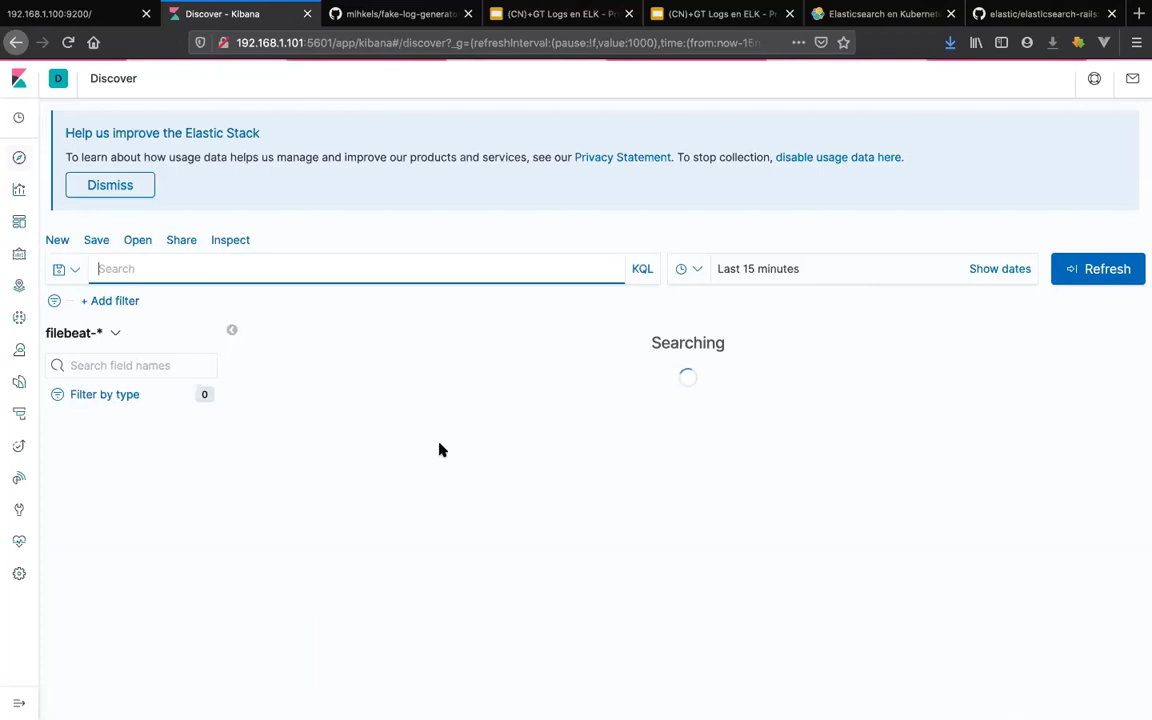 192.168.1.100:9200/
Discover - Kibana
mihkels/fake-log-generato
(CN)+GT Logs en ELK - Pr
(CN)+GT Logs en ELK - Pr
Elasticsearch en Kubernete
elastic/elasticsearch-rails:
192.168.1.101:5601/app/kibana#/discover?_g=(refreshInterval:(pause:!f,value:1000),time:(from:now-15m
D
Discover
Help us improve the Elastic Stack
To learn about how usage data helps us manage and improve our products and services, see our Privacy Statement. To stop collection, disable usage data here.
Dismiss
New Save Open Share Inspect
Search KQL Last 15 minutes Show dates Refresh
+ Add filter
filebeat-*
Searching
Search field names
Filter by type 0